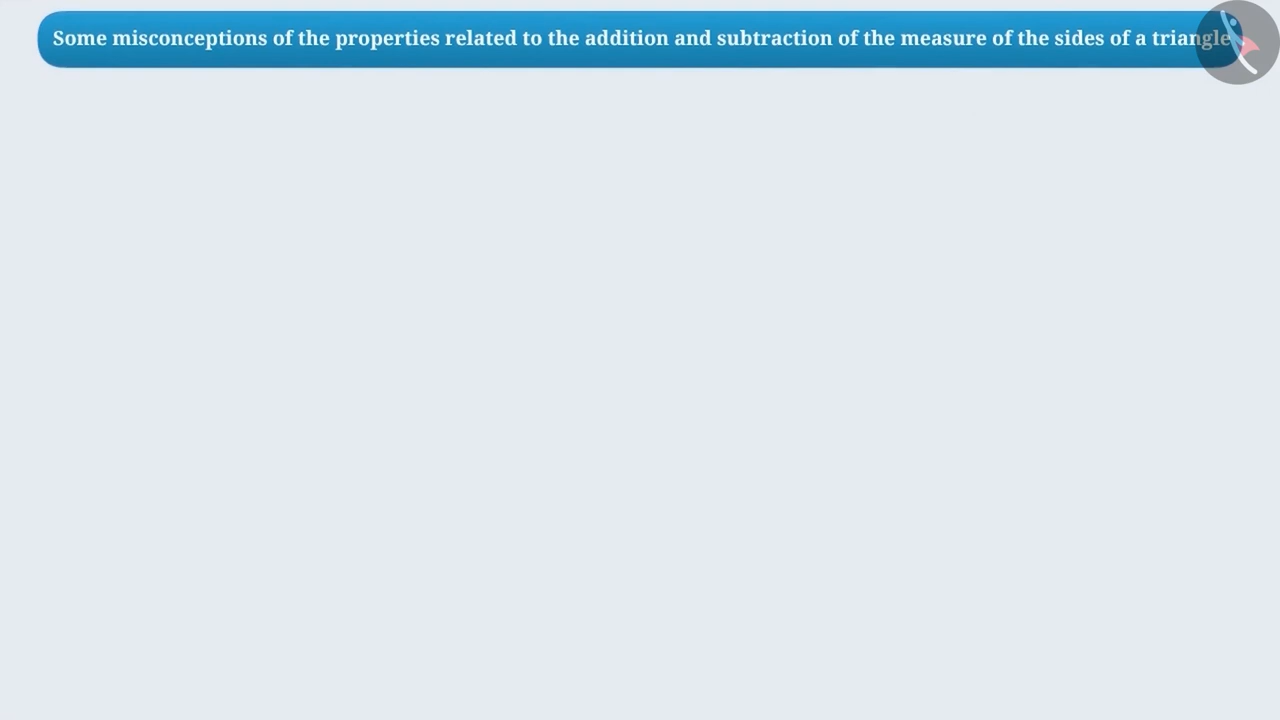 Some misconceptions of the properties related to the addition and subtraction of the measure of the sides of a triangle